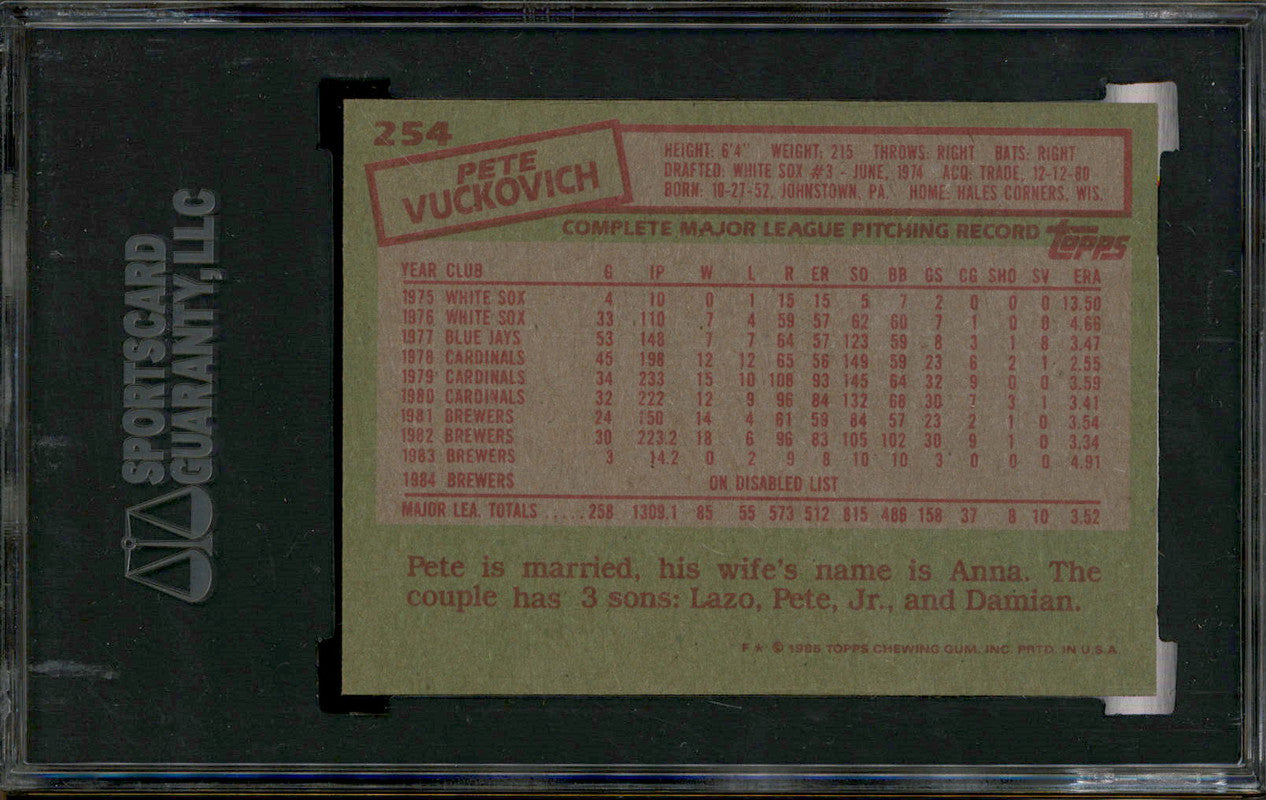 SPORTSCARD
GUARANTY, LLC
254
PETE
VUCKOVICH
HEIGHT: 6'4" WEIGHT: 215 THROWS: RIGHT BATS: RIGHT
DRAFTED: WHITE SOX #3 - JUNE, 1974 ACQ: TRADE, 12-12-80
BORN: 10-27-52, JOHNSTOWN, PA. HOME: HALES CORNERS, WIS.
COMPLETE MAJOR LEAGUE PITCHING RECORD Topps
YEAR CLUB G IP W L R ER SO BB GS CG SHO SV ERA
1975 WHITE SOX 4 10 0 1 15 15 5 7 2 0 0 0 13.50
1976 WHITE SOX 33 110 7 4 59 57 62 60 7 1 0 0 4.66
1977 BLUE JAYS 53 148 7 7 64 57 123 59 8 3 1 8 3.47
1978 CARDINALS 45 198 12 12 65 56 149 59 23 6 2 1 2.55
1979 CARDINALS 34 233 15 10 108 93 145 64 32 9 0 0 3.59
1980 CARDINALS 32 222 12 9 96 84 132 68 30 7 3 1 3.41
1981 BREWERS 24 150 14 4 61 59 84 57 23 2 1 0 3.54
1982 BREWERS 30 223.2 18 6 96 83 105 102 30 9 1 0 3.34
1983 BREWERS 3 14.2 0 2 9 8 10 10 3 0 0 0 4.91
1984 BREWERS ON DISABLED LIST
MAJOR LEA. TOTALS ..... 258 1309.1 85 55 573 512 815 486 158 37 8 10 3.52
Pete is married, his wife's name is Anna. The
couple has 3 sons: Lazo, Pete, Jr., and Damian.
F★ © 1985 TOPPS CHEWING GUM, INC. PRTD. IN U.S.A.